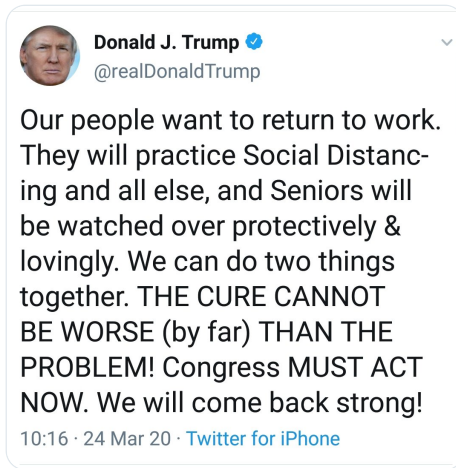 Donald J. Trump
@realDonaldTrump
Our people want to return to work.
They will practice Social Distanc-
ing and all else, and Seniors will
be watched over protectively &
lovingly. We can do two things
together. THE CURE CANNOT
BE WORSE (by far) THAN THE
PROBLEM! Congress MUST ACT
NOW. We will come back strong!
10:16 · 24 Mar 20 · Twitter for iPhone